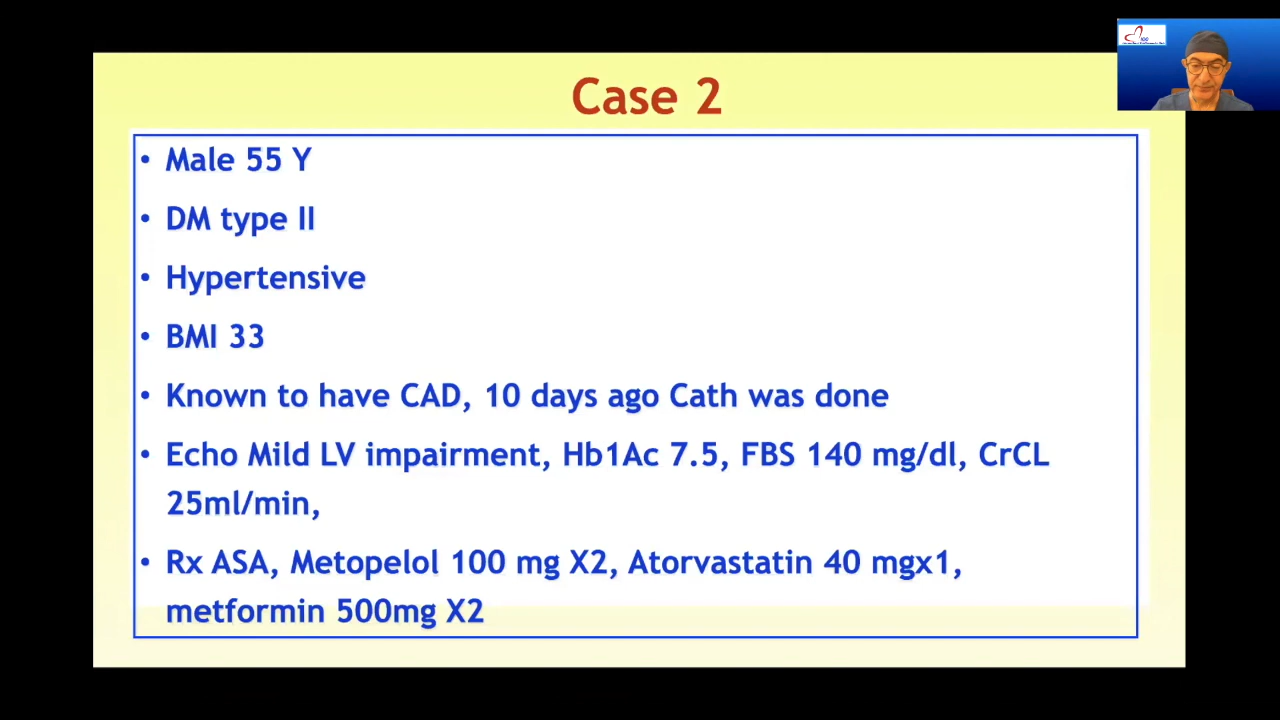 Case 2
• Male 55 Y
• DM type II
• Hypertensive
• BMI 33
• Known to have CAD, 10 days ago Cath was done
• Echo Mild LV impairment, Hb1Ac 7.5, FBS 140 mg/dl, CrCL
25ml/min,
• Rx ASA, Metopelol 100 mg X2, Atorvastatin 40 mgx1,
metformin 500mg X2